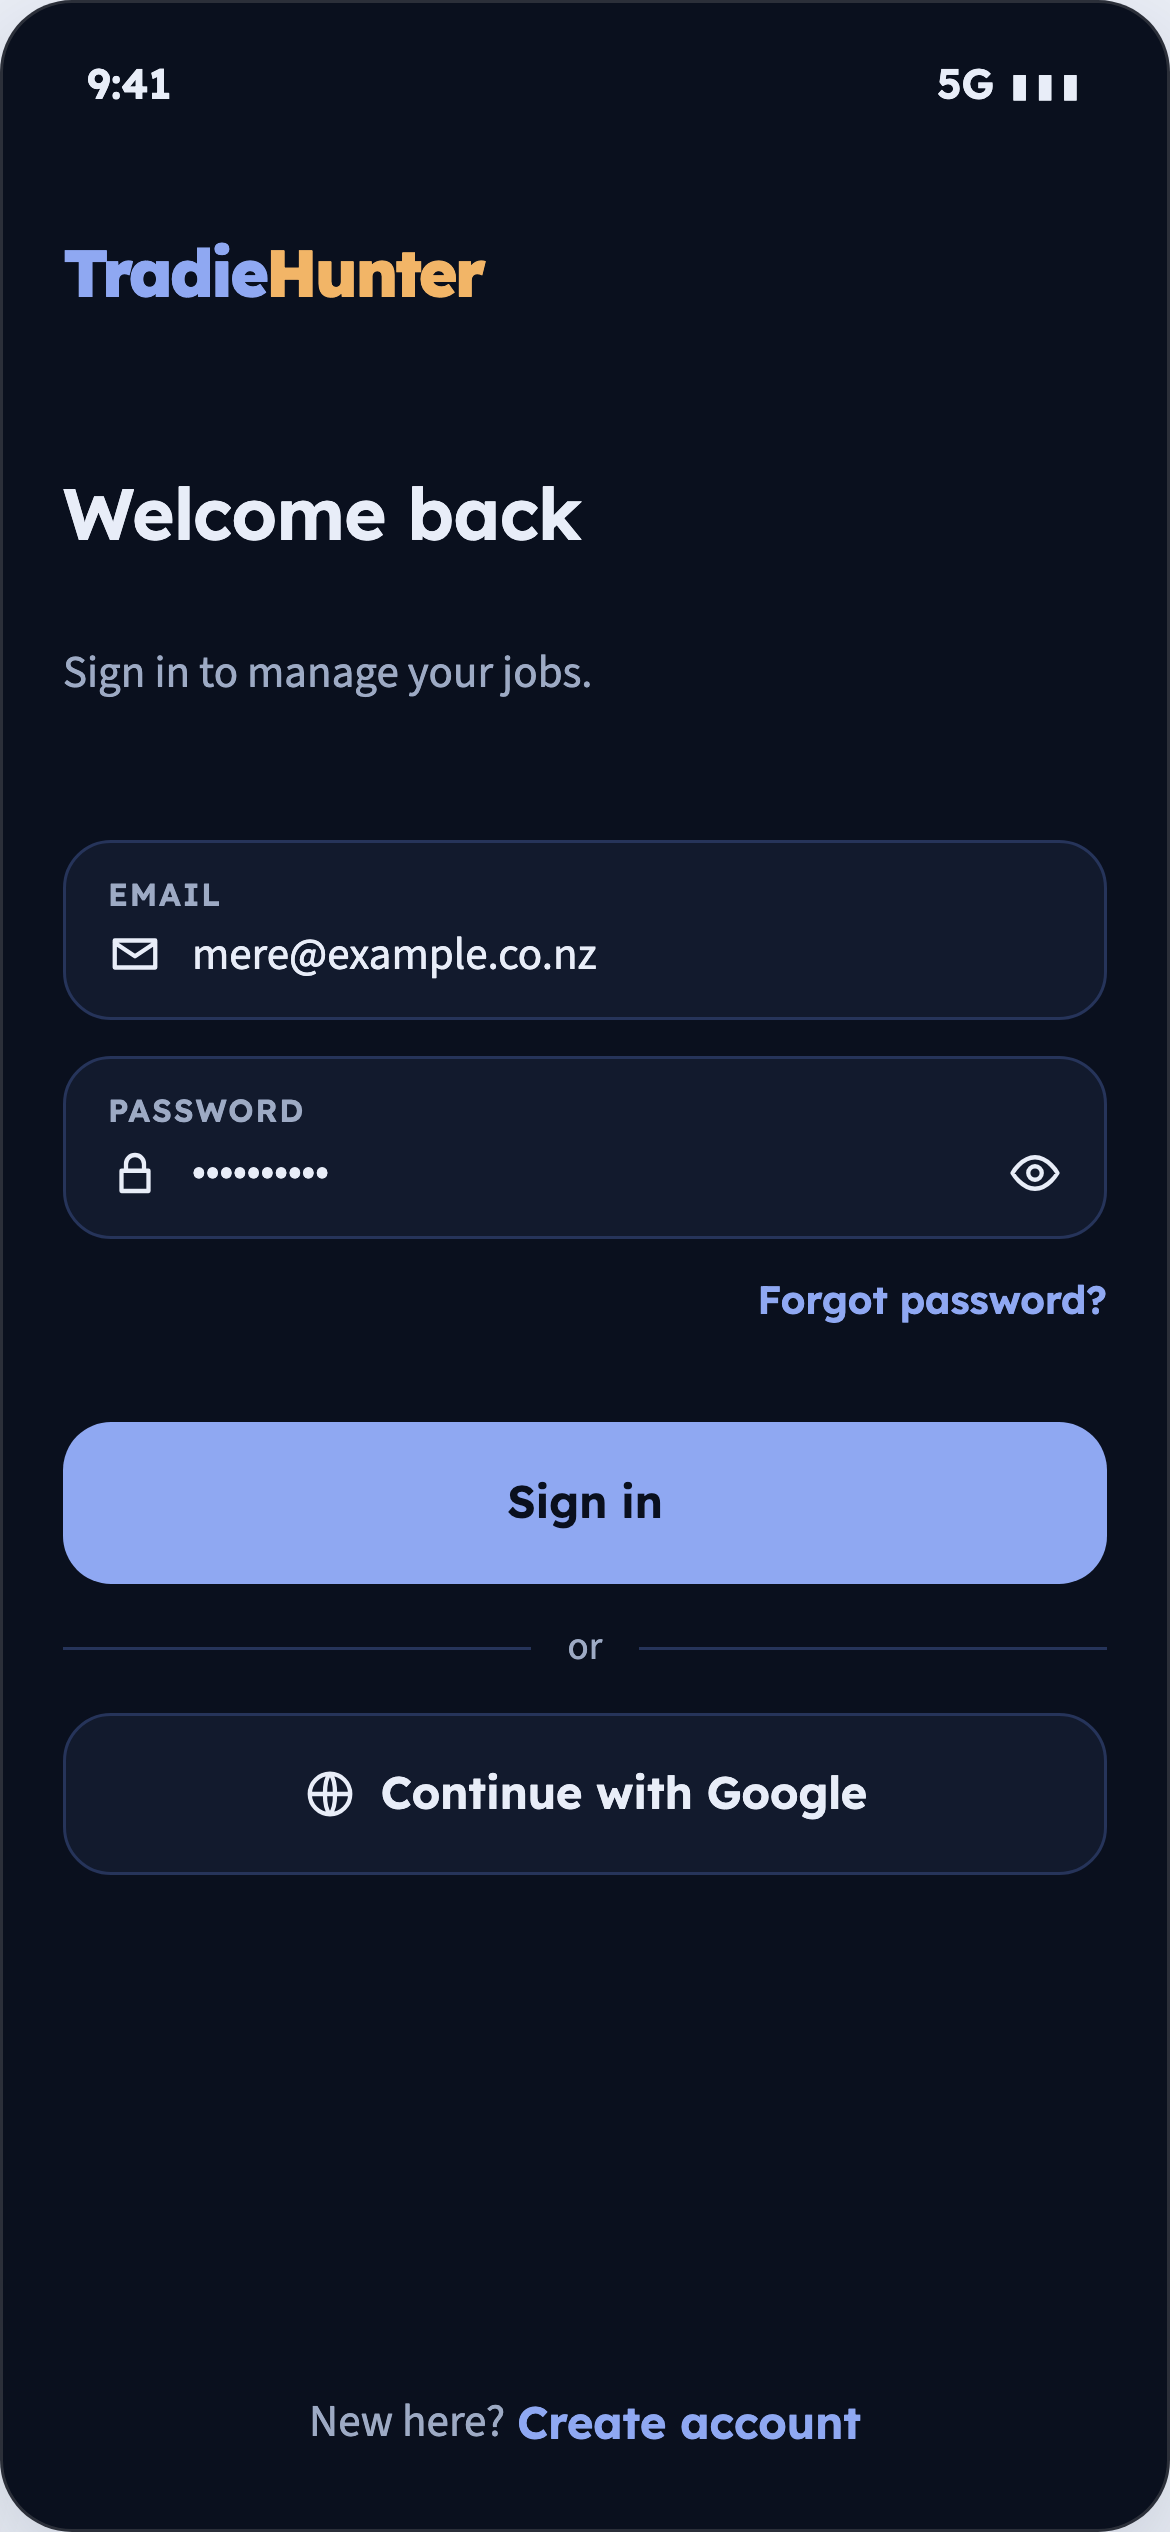 9:41 5G
TradieHunter
Welcome back
Sign in to manage your jobs.
EMAIL
mere@example.co.nz
PASSWORD
••••••••••
Forgot password?
Sign in
or
Continue with Google
New here? Create account